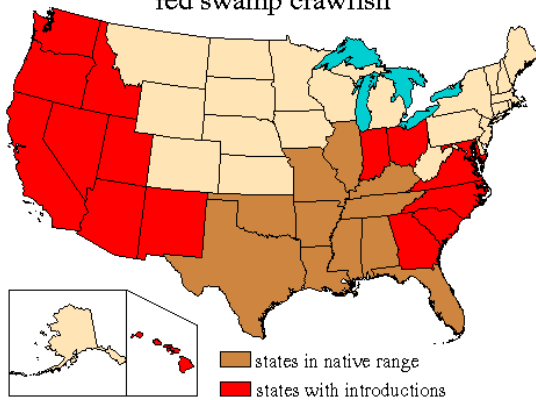 red swamp crawfish
states in native range
states with introductions